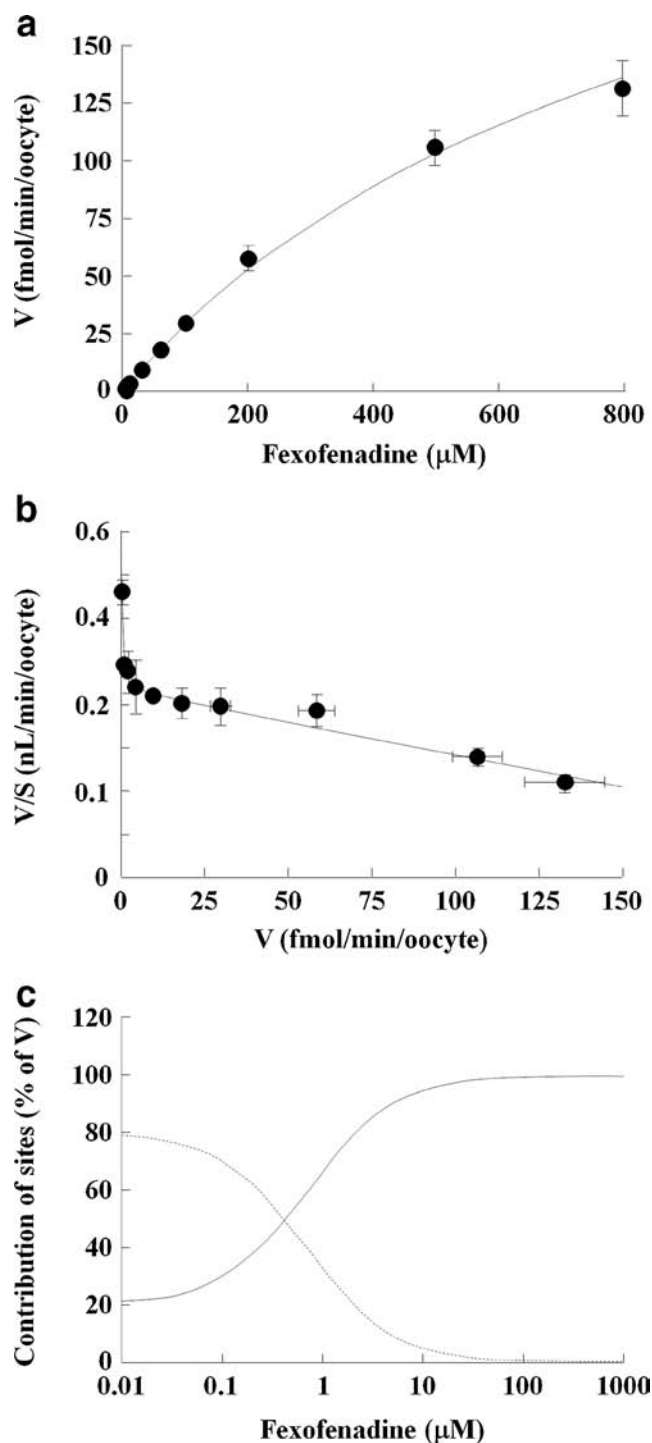 a
150
125
100
75
50
25
0
V (fmol/min/oocyte)
0 200 400 600 800
Fexofenadine (μM)
b
0.6
0.4
0.2
0.1
0
V/S (nL/min/oocyte)
0 25 50 75 100 125 150
V (fmol/min/oocyte)
c
120
100
80
60
40
20
0
Contribution of sites (% of V)
0.01 0.1 1 10 100 1000
Fexofenadine (μM)